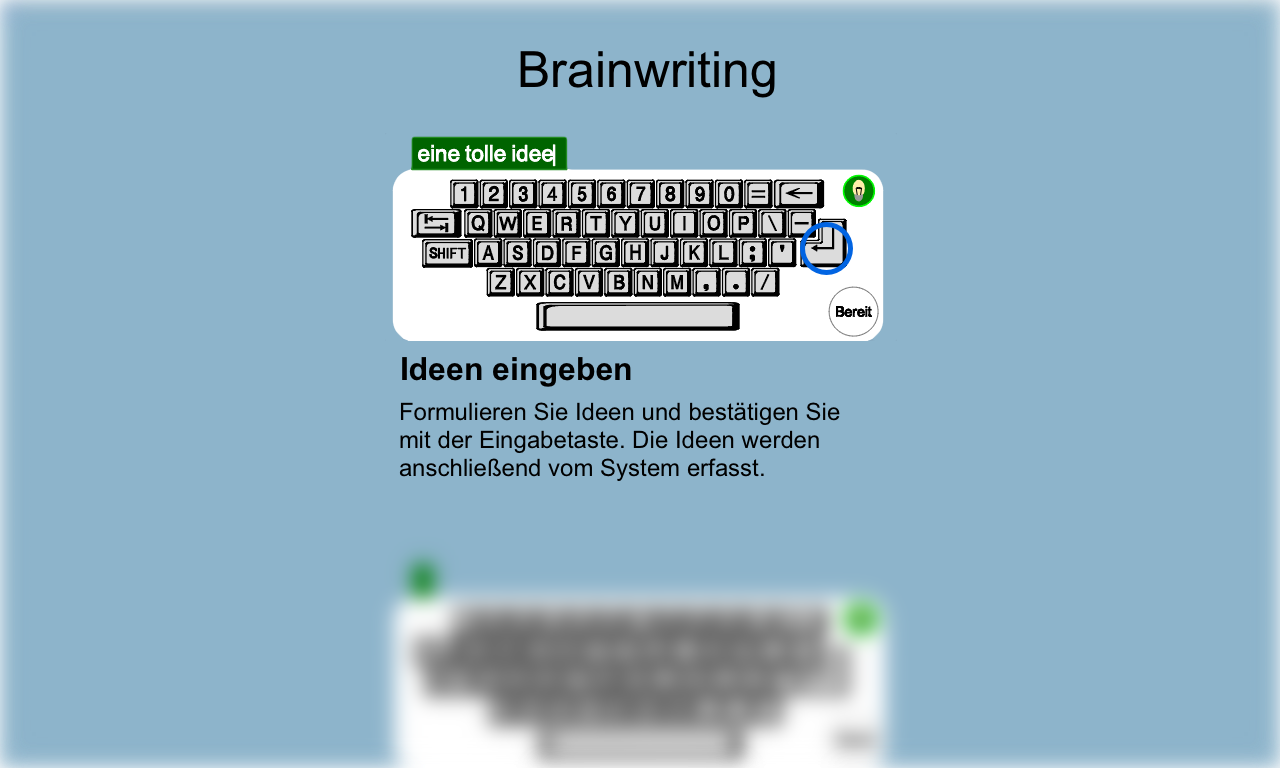 Brainwriting
eine tolle idee
1 2 3 4 5 6 7 8 9 0 =
Q W E R T Y U I O P \ –
SHIFT A S D F G H J K L ; '
Z X C V B N M , . /
Bereit
Ideen eingeben
Formulieren Sie Ideen und bestätigen Sie
mit der Eingabetaste. Die Ideen werden
anschließend vom System erfasst.